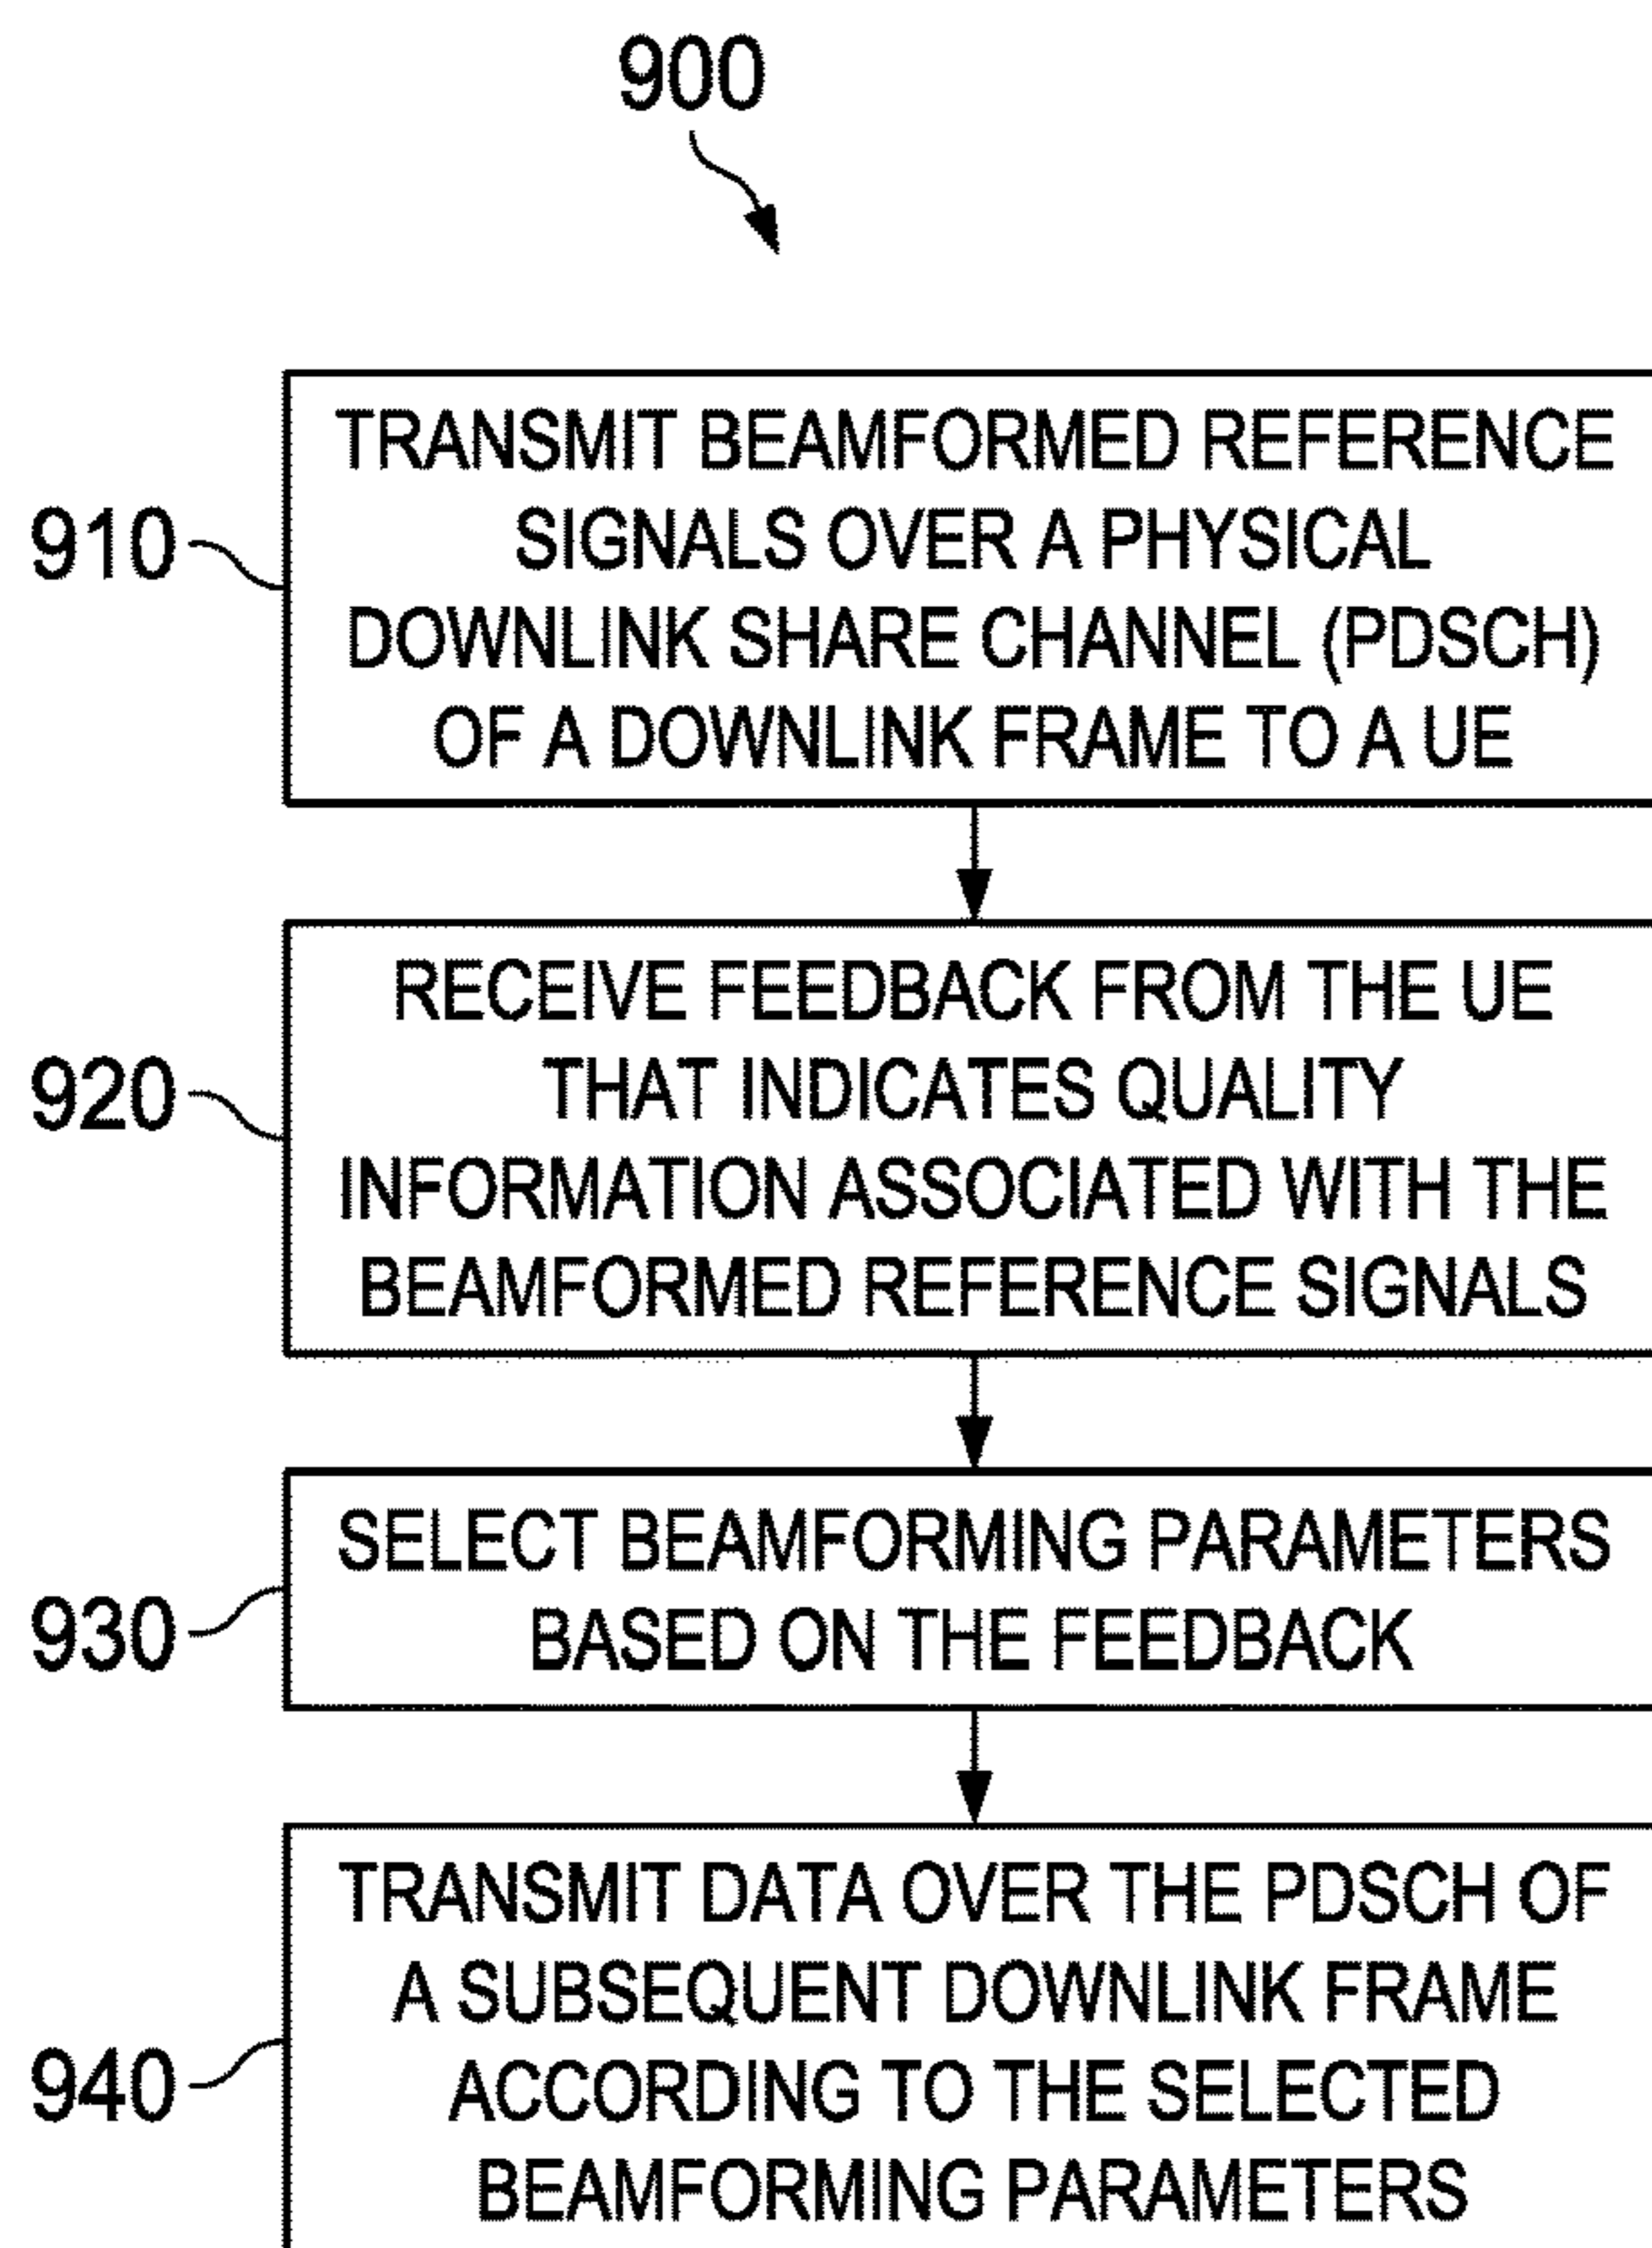 900
910
TRANSMIT BEAMFORMED REFERENCE
SIGNALS OVER A PHYSICAL
DOWNLINK SHARE CHANNEL (PDSCH)
OF A DOWNLINK FRAME TO A UE
920
RECEIVE FEEDBACK FROM THE UE
THAT INDICATES QUALITY
INFORMATION ASSOCIATED WITH THE
BEAMFORMED REFERENCE SIGNALS
930
SELECT BEAMFORMING PARAMETERS
BASED ON THE FEEDBACK
940
TRANSMIT DATA OVER THE PDSCH OF
A SUBSEQUENT DOWNLINK FRAME
ACCORDING TO THE SELECTED
BEAMFORMING PARAMETERS